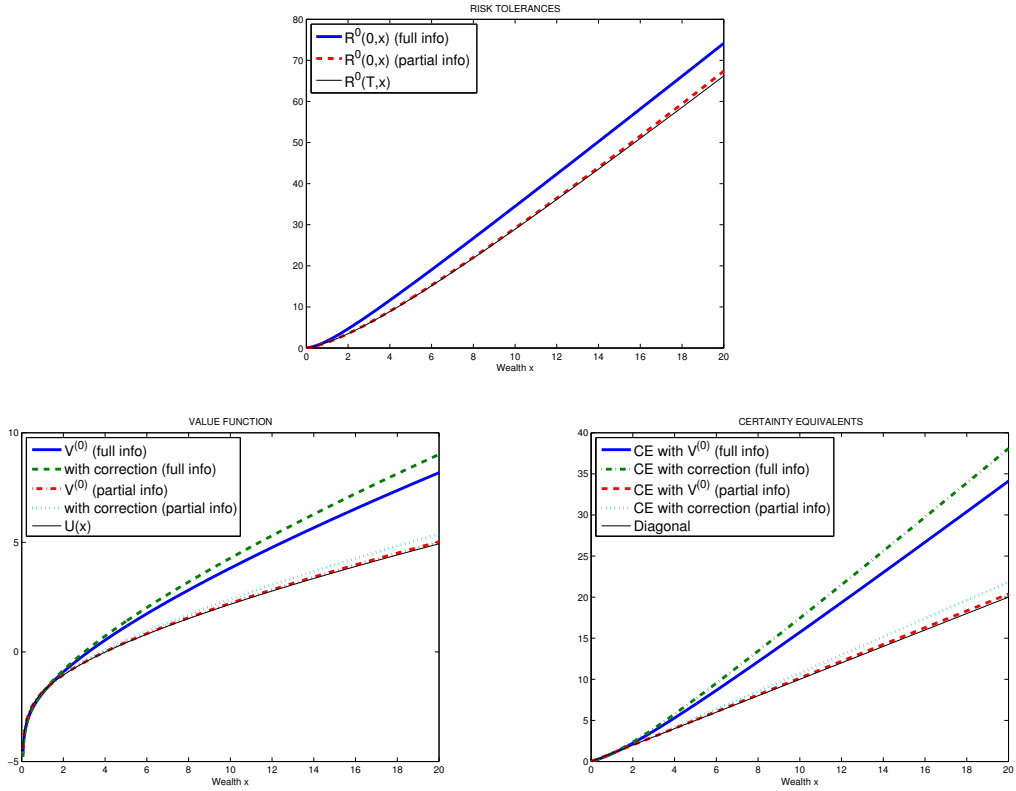 RISK TOLERANCES
80
70
60
50
40
30
20
10
0
R⁰(0,x) (full info)
R⁰(0,x) (partial info)
R⁰(T,x)
0 2 4 6 8 10 12 14 16 18 20
Wealth x
VALUE FUNCTION
10
5
0
−5
V⁽⁰⁾ (full info)
with correction (full info)
V⁽⁰⁾ (partial info)
with correction (partial info)
U(x)
0 2 4 6 8 10 12 14 16 18 20
Wealth x
CERTAINTY EQUIVALENTS
40
35
30
25
20
15
10
5
0
CE with V⁽⁰⁾ (full info)
CE with correction (full info)
CE with V⁽⁰⁾ (partial info)
CE with correction (partial info)
Diagonal
0 2 4 6 8 10 12 14 16 18 20
Wealth x